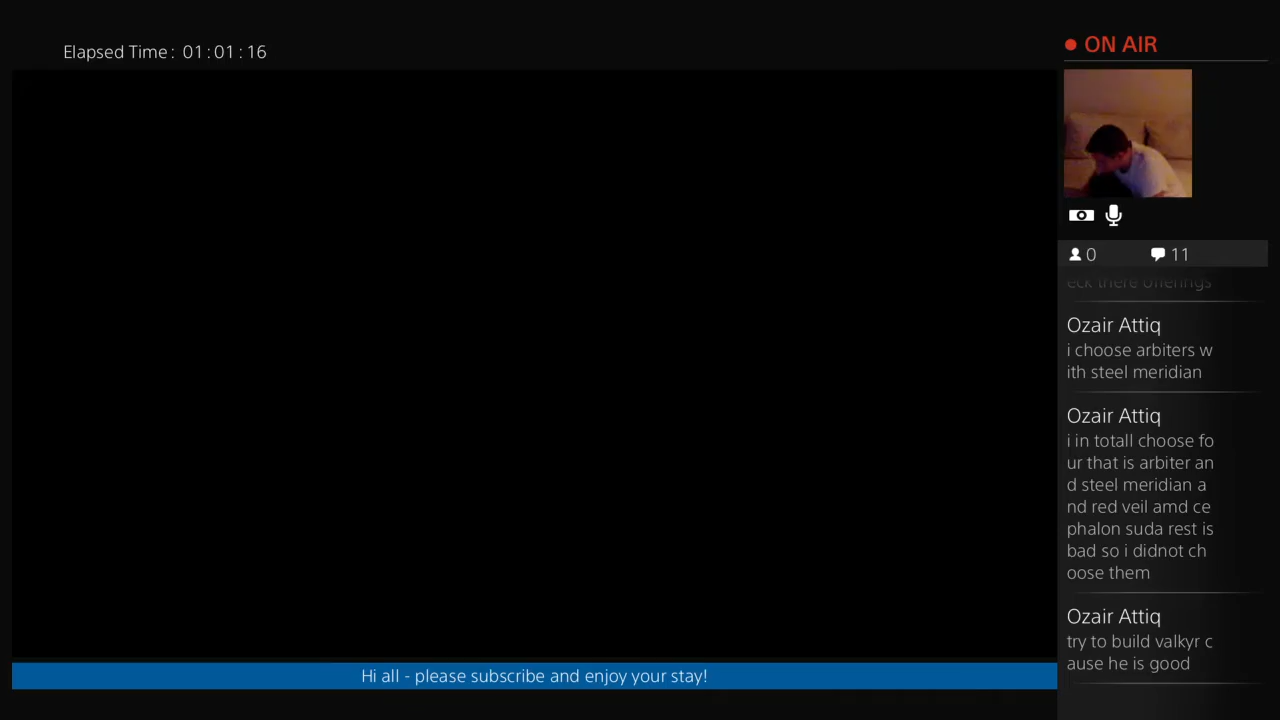 Elapsed Time: 01:01:16
ON AIR
0
11
eck there offerings
Ozair Attiq
i choose arbiters w
ith steel meridian
Ozair Attiq
i in totall choose fo
ur that is arbiter an
d steel meridian a
nd red veil amd ce
phalon suda rest is
bad so i didnot ch
oose them
Ozair Attiq
try to build valkyr c
ause he is good
Hi all - please subscribe and enjoy your stay!